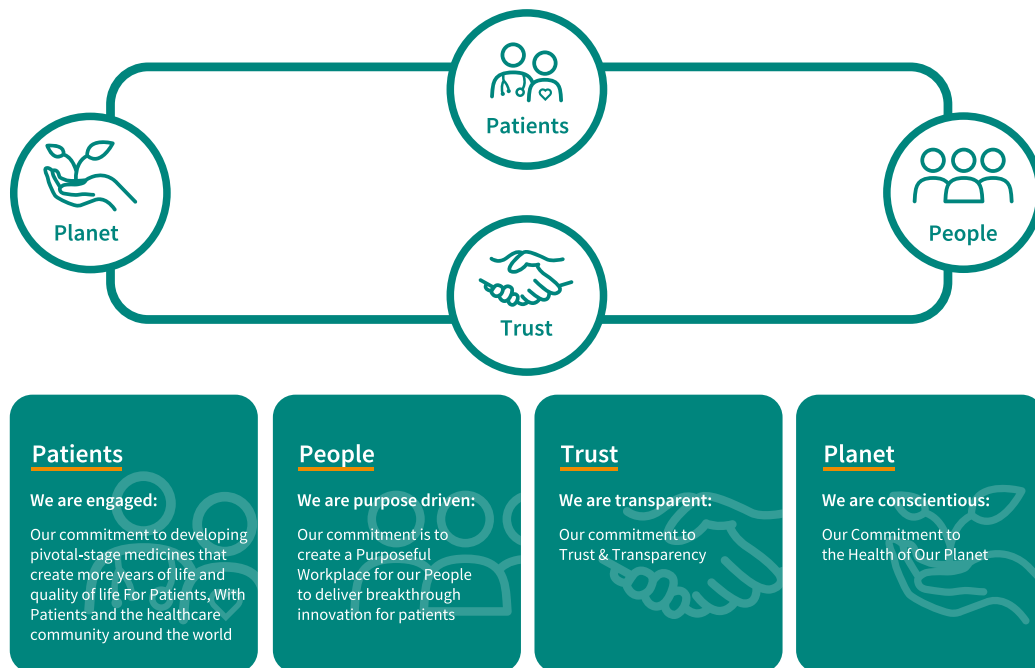 Patients
Planet
People
Trust
Patients
We are engaged:
Our commitment to developing
pivotal-stage medicines that
create more years of life and
quality of life For Patients, With
Patients and the healthcare
community around the world
People
We are purpose driven:
Our commitment is to
create a Purposeful
Workplace for our People
to deliver breakthrough
innovation for patients
Trust
We are transparent:
Our commitment to
Trust & Transparency
Planet
We are conscientious:
Our Commitment to
the Health of Our Planet